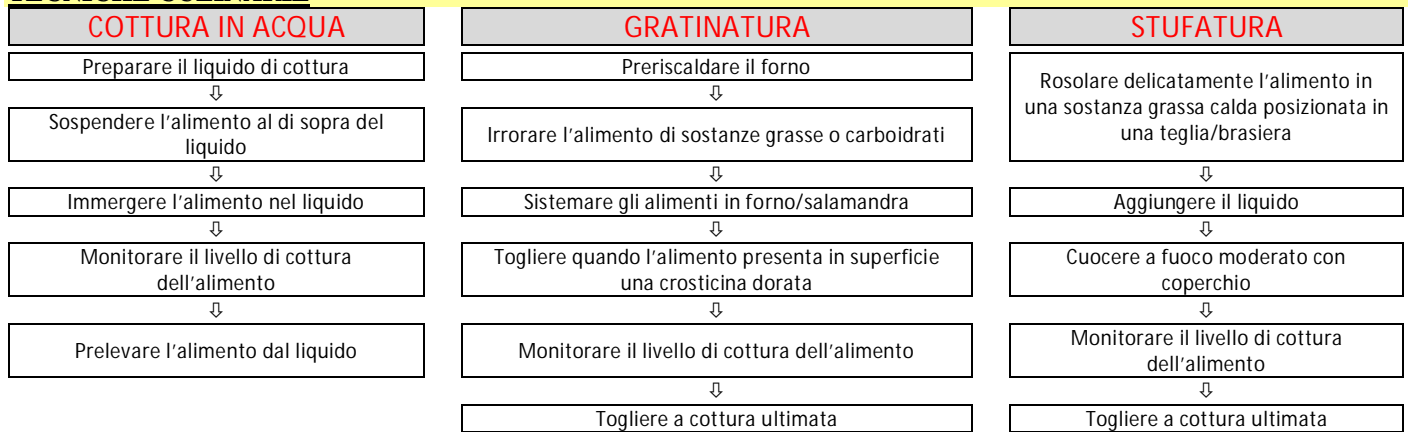 COTTURA IN ACQUA
Preparare il liquido di cottura
⇩
Sospendere l'alimento al di sopra del
liquido
⇩
Immergere l'alimento nel liquido
⇩
Monitorare il livello di cottura
dell'alimento
⇩
Prelevare l'alimento dal liquido
GRATINATURA
Preriscaldare il forno
⇩
Irrorare l'alimento di sostanze grasse o carboidrati
⇩
Sistemare gli alimenti in forno/salamandra
⇩
Togliere quando l'alimento presenta in superficie
una crosticina dorata
⇩
Monitorare il livello di cottura dell'alimento
⇩
Togliere a cottura ultimata
STUFATURA
Rosolare delicatamente l'alimento in
una sostanza grassa calda posizionata in
una teglia/brasiera
⇩
Aggiungere il liquido
⇩
Cuocere a fuoco moderato con
coperchio
⇩
Monitorare il livello di cottura
dell'alimento
⇩
Togliere a cottura ultimata